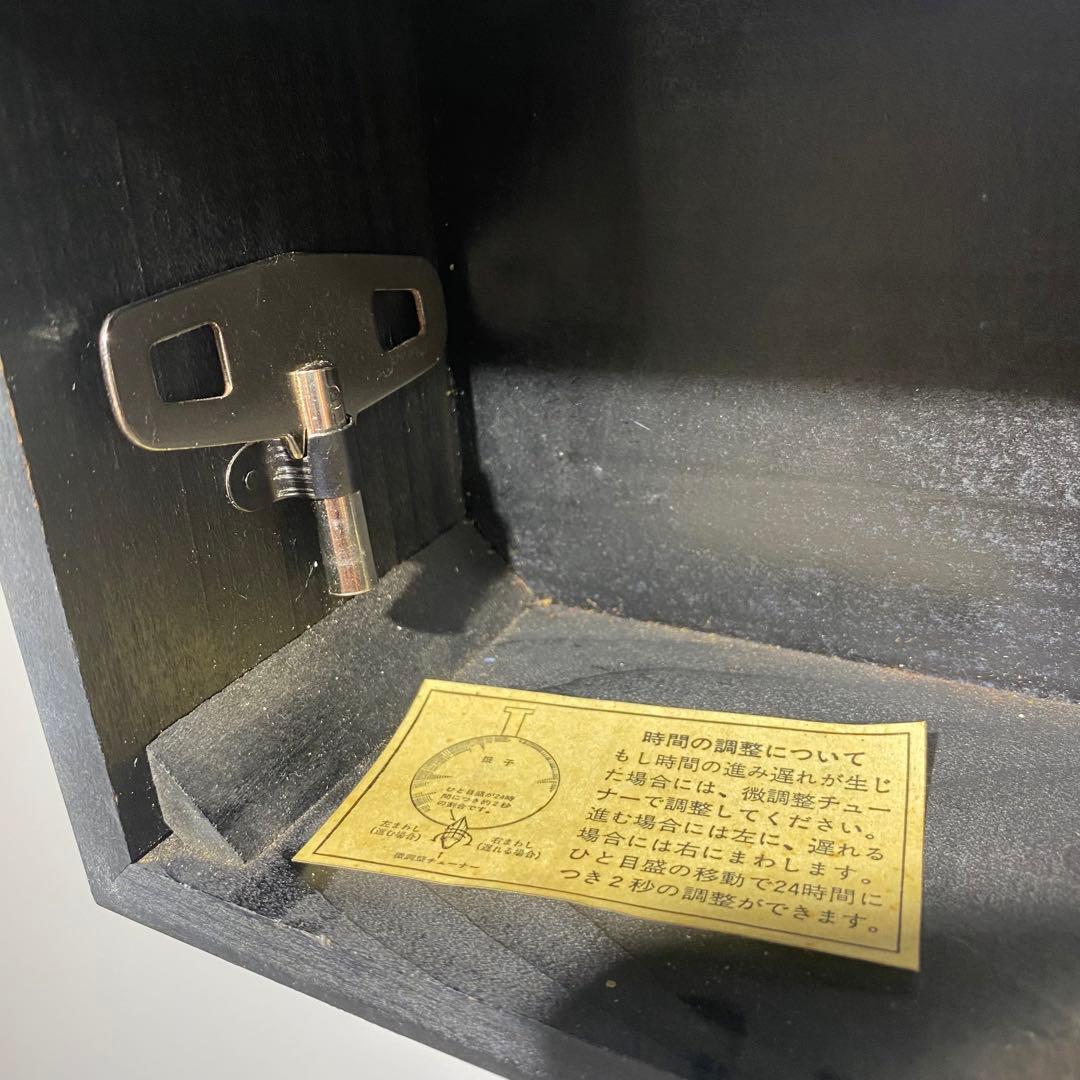 振子
ひと目盛が24時
間につき約2秒
の割合です。
左まわし
(進む場合)
右まわし
(遅れる場合)
微調整チューナー
時間の調整について
もし時間の進み遅れが生じ
た場合には、微調整チュー
ナーで調整してください。
進む場合には左に、遅れる
場合には右にまわします。
ひと目盛の移動で24時間に
つき2秒の調整ができます。